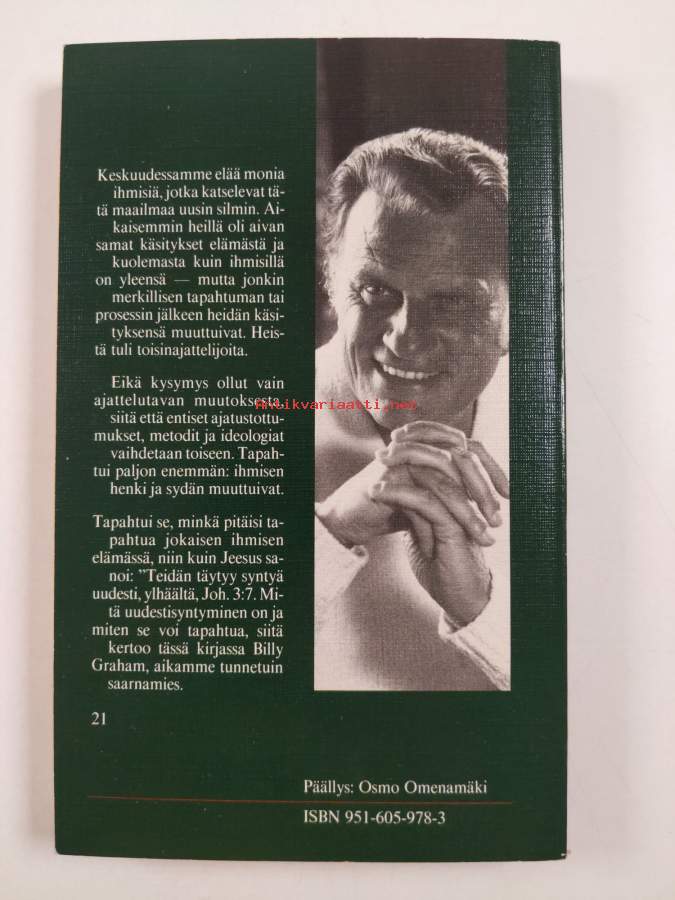 Keskuudessamme elää monia
ihmisiä, jotka katselevat tä-
tä maailmaa uusin silmin. Ai-
kaisemmin heillä oli aivan
samat käsitykset elämästä ja
kuolemasta kuin ihmisillä
on yleensä — mutta jonkin
merkillisen tapahtuman tai
prosessin jälkeen heidän käsi-
tyksensä muuttuivat. Heis-
tä tuli toisinajattelijoita.
Eikä kysymys ollut vain
ajattelutavan muutoksesta,
siitä että entiset ajatustottu-
mukset, metodit ja ideologiat
vaihdetaan toiseen. Tapah-
tui paljon enemmän: ihmisen
henki ja sydän muuttuivat.
Tapahtui se, minkä pitäisi ta-
pahtua jokaisen ihmisen
elämässä, niin kuin Jeesus sa-
noi: ”Teidän täytyy syntyä
uudesti, ylhäältä, Joh. 3:7. Mi-
tä uudestisyntyminen on ja
miten se voi tapahtua, siitä
kertoo tässä kirjassa Billy
Graham, aikamme tunnetuin
saarnamies.
21
Antikvariaatti.net
Päällys: Osmo Omenamäki
ISBN 951-605-978-3